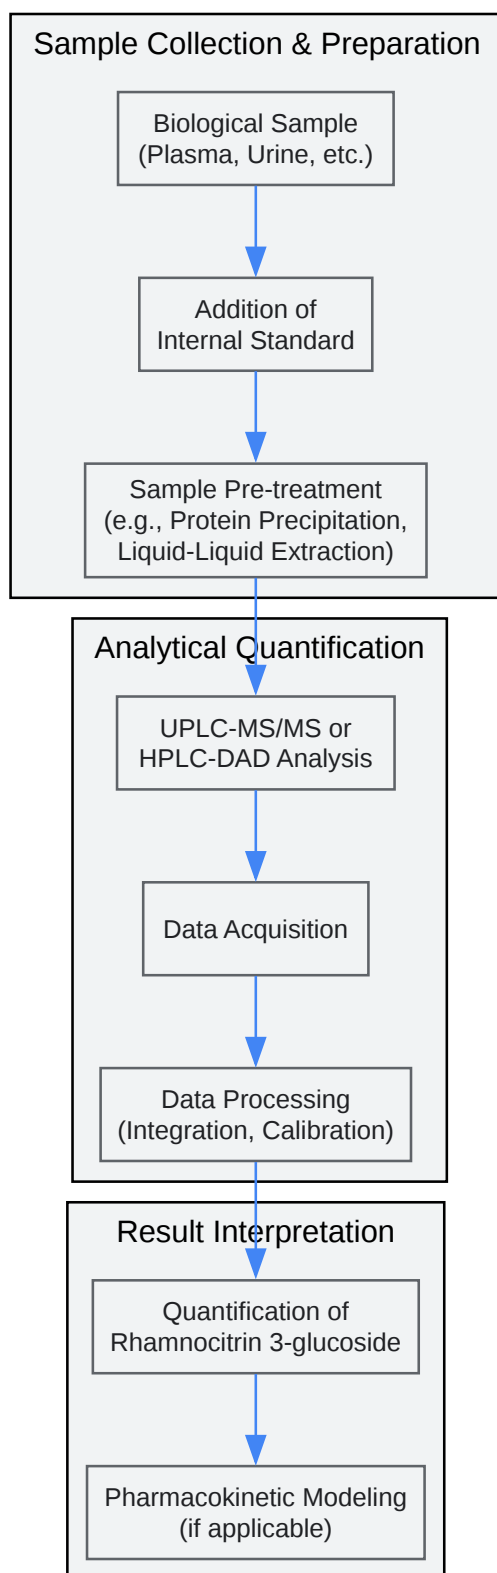 Sample Collection & Preparation
Biological Sample
(Plasma, Urine, etc.)
Addition of
Internal Standard
Sample Pre-treatment
(e.g., Protein Precipitation,
Liquid-Liquid Extraction)
Analytical Quantification
UPLC-MS/MS or
HPLC-DAD Analysis
Data Acquisition
Data Processing
(Integration, Calibration)
Result Interpretation
Quantification of
Rhamnocitrin 3-glucoside
Pharmacokinetic Modeling
(if applicable)